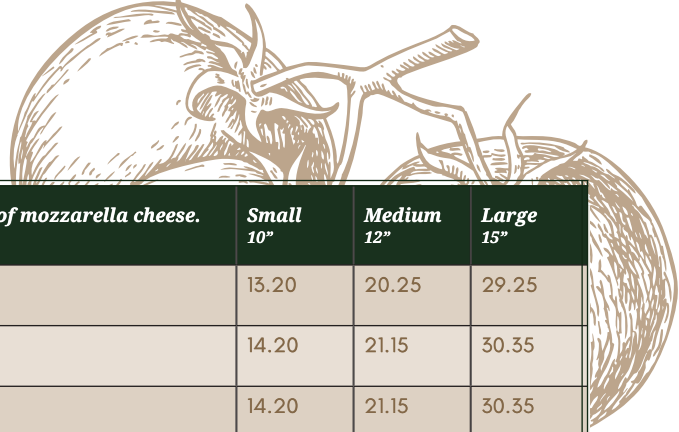 of mozzarella cheese. Small Medium Large
10” 12” 15”
13.20 20.25 29.25
14.20 21.15 30.35
14.20 21.15 30.35